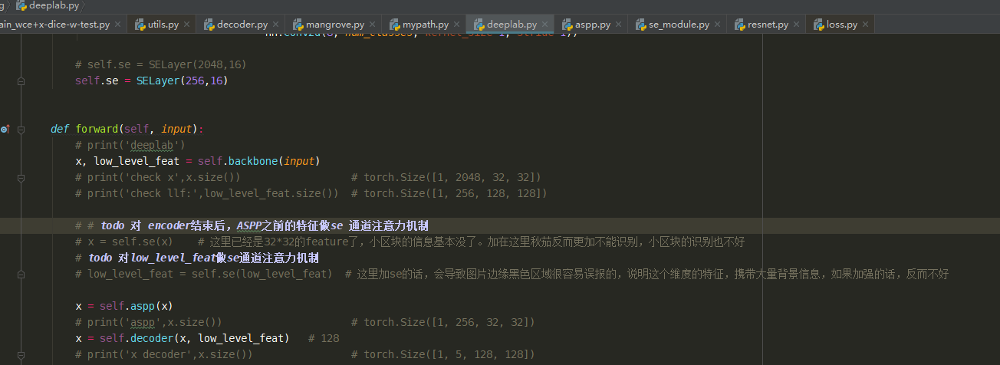 g deeplab.py
ain_wce+x-dice-w-test.py × utils.py × decoder.py × mangrove.py × mypath.py × deeplab.py × aspp.py × se_module.py × resnet.py × loss.py ×
nn.Conv2d(8, num_classes, kernel_size=1, stride=1))
# self.se = SELayer(2048,16)
self.se = SELayer(256,16)
def forward(self, input):
# print('deeplab')
x, low_level_feat = self.backbone(input)
# print('check x',x.size()) # torch.Size([1, 2048, 32, 32])
# print('check llf:',low_level_feat.size()) # torch.Size([1, 256, 128, 128])
# # todo 对 encoder结束后，ASPP之前的特征做se 通道注意力机制
# x = self.se(x) # 这里已经是32*32的feature了，小区块的信息基本没了。加在这里秋茄反而更加不能识别，小区块的识别也不好
# todo 对low_level_feat做se通道注意力机制
# low_level_feat = self.se(low_level_feat) # 这里加se的话，会导致图片边缘黑色区域很容易误报的，说明这个维度的特征，携带大量背景信息，如果加强的话，反而不好
x = self.aspp(x)
# print('aspp',x.size()) # torch.Size([1, 256, 32, 32])
x = self.decoder(x, low_level_feat) # 128
# print('x decoder',x.size()) # torch.Size([1, 5, 128, 128])